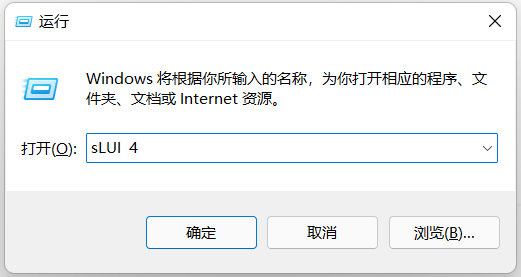 运行
Windows 将根据你所输入的名称，为你打开相应的程序、文
件夹、文档或 Internet 资源。
打开(O): sLUI  4
确定 取消 浏览(B)...